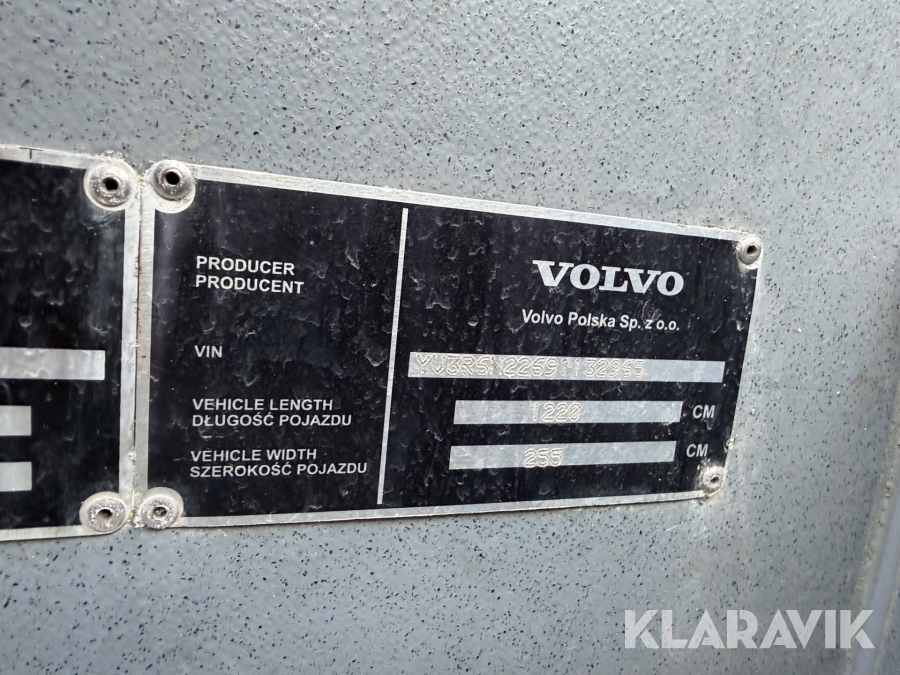 PRODUCER
PRODUCENT
VOLVO
Volvo Polska Sp. z o.o.
VIN
YV3R6N22691132965
VEHICLE LENGTH
DŁUGOŚĆ POJAZDU
1220 CM
VEHICLE WIDTH
SZEROKOŚĆ POJAZDU
255 CM
KLARAVIK